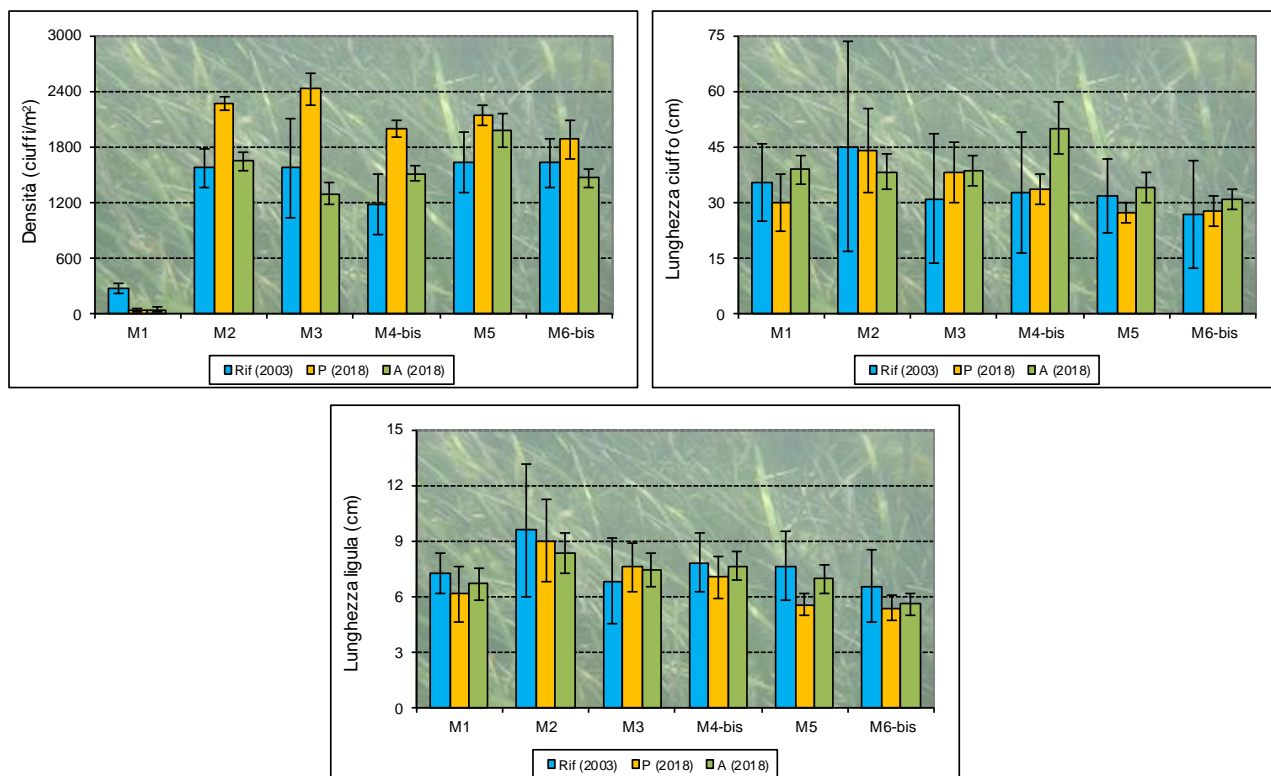 3000
2400
1800
1200
600
0
Densità (ciuffi/m²)
M1 M2 M3 M4-bis M5 M6-bis
Rif (2003) P (2018) A (2018)
75
60
45
30
15
0
Lunghezza ciuffo (cm)
M1 M2 M3 M4-bis M5 M6-bis
Rif (2003) P (2018) A (2018)
15
12
9
6
3
0
Lunghezza ligula (cm)
M1 M2 M3 M4-bis M5 M6-bis
Rif (2003) P (2018) A (2018)